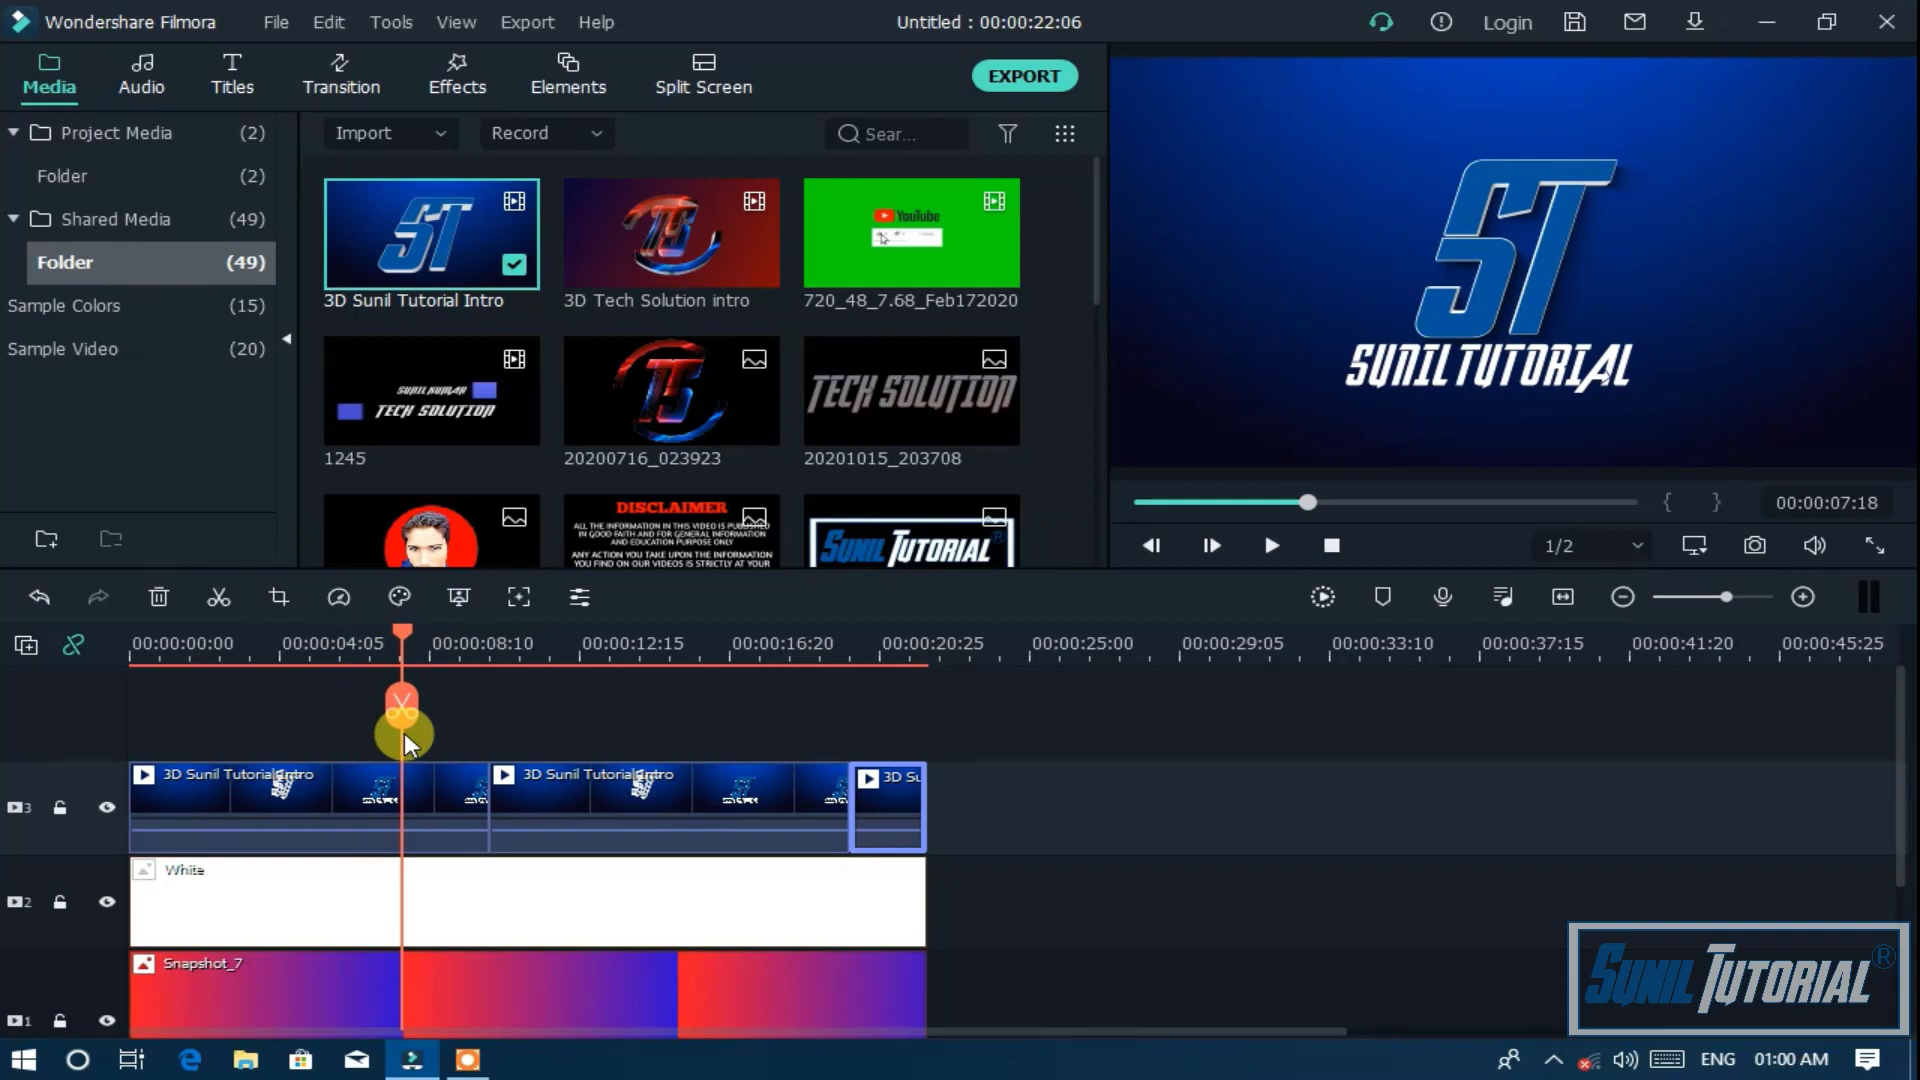 Wondershare Filmora File Edit Tools View Export Help Untitled : 00:00:22:06 Login
Media Audio Titles Transition Effects Elements Split Screen EXPORT
Project Media (2)
Folder (2)
Shared Media (49)
Folder (49)
Sample Colors (15)
Sample Video (20)
Import Record Sear...
ST
YouTube
3D Sunil Tutorial Intro 3D Tech Solution intro 720_48_7.68_Feb172020
SUNIL KUMAR
TECH SOLUTION
TS
TECH SOLUTION
1245 20200716_023923 20201015_203708
DISCLAIMER
ALL THE INFORMATION IN THIS VIDEO IS PUBLISHED
IN GOOD FAITH AND FOR GENERAL INFORMATION
AND EDUCATION PURPOSE ONLY
ANY ACTION YOU TAKE UPON THE INFORMATION
YOU FIND ON OUR VIDEOS IS STRICTLY AT YOUR
SUNIL TUTORIAL ®
ST
SUNIL TUTORIAL
00:00:07:18
1/2
00:00:00:00 00:00:04:05 00:00:08:10 00:00:12:15 00:00:16:20 00:00:20:25 00:00:25:00 00:00:29:05 00:00:33:10 00:00:37:15 00:00:41:20 00:00:45:25
3D Sunil Tutorial Intro 3D Sunil Tutorial Intro 3D Su
3
White
2
Snapshot_7
1
SUNIL TUTORIAL ®
ENG 01:00 AM